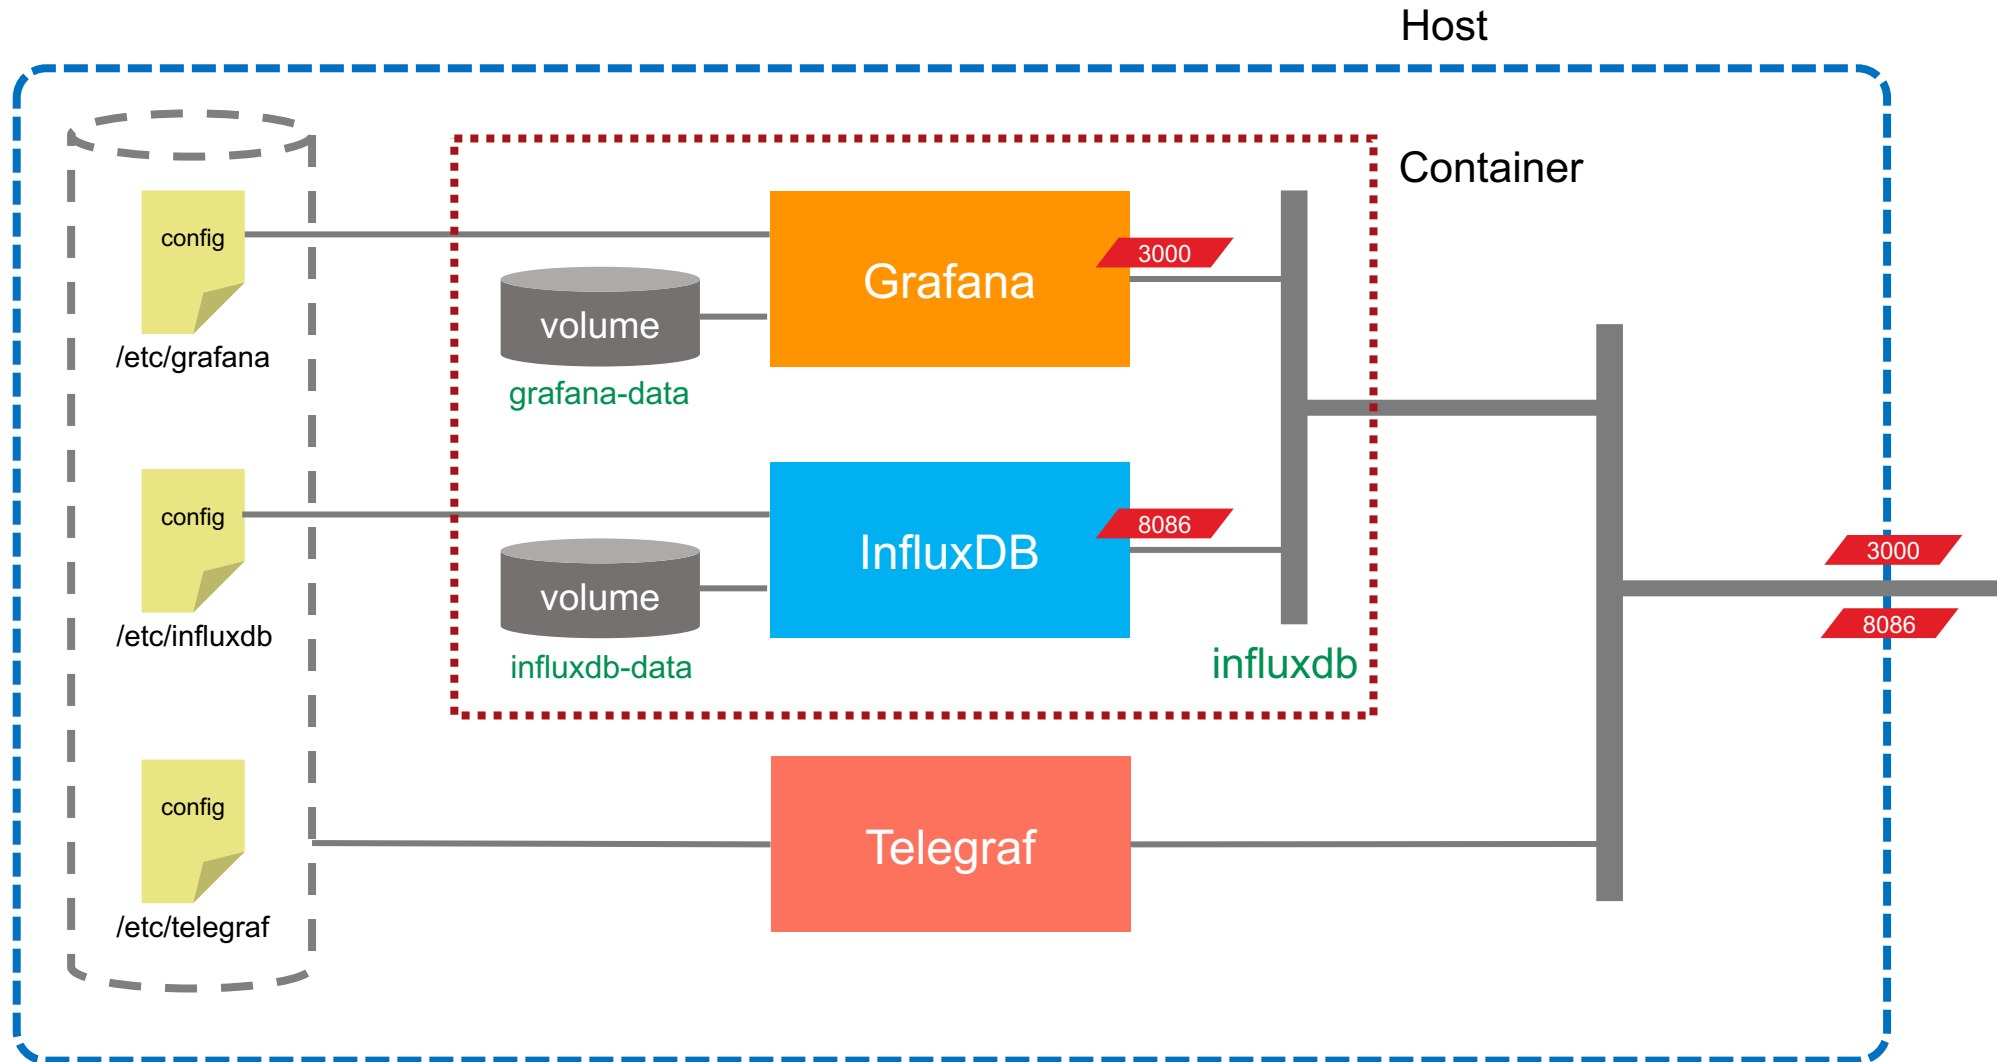 Host
Container
config
/etc/grafana
volume
grafana-data
Grafana
3000
config
/etc/influxdb
volume
influxdb-data
InfluxDB
8086
influxdb
3000
8086
config
/etc/telegraf
Telegraf